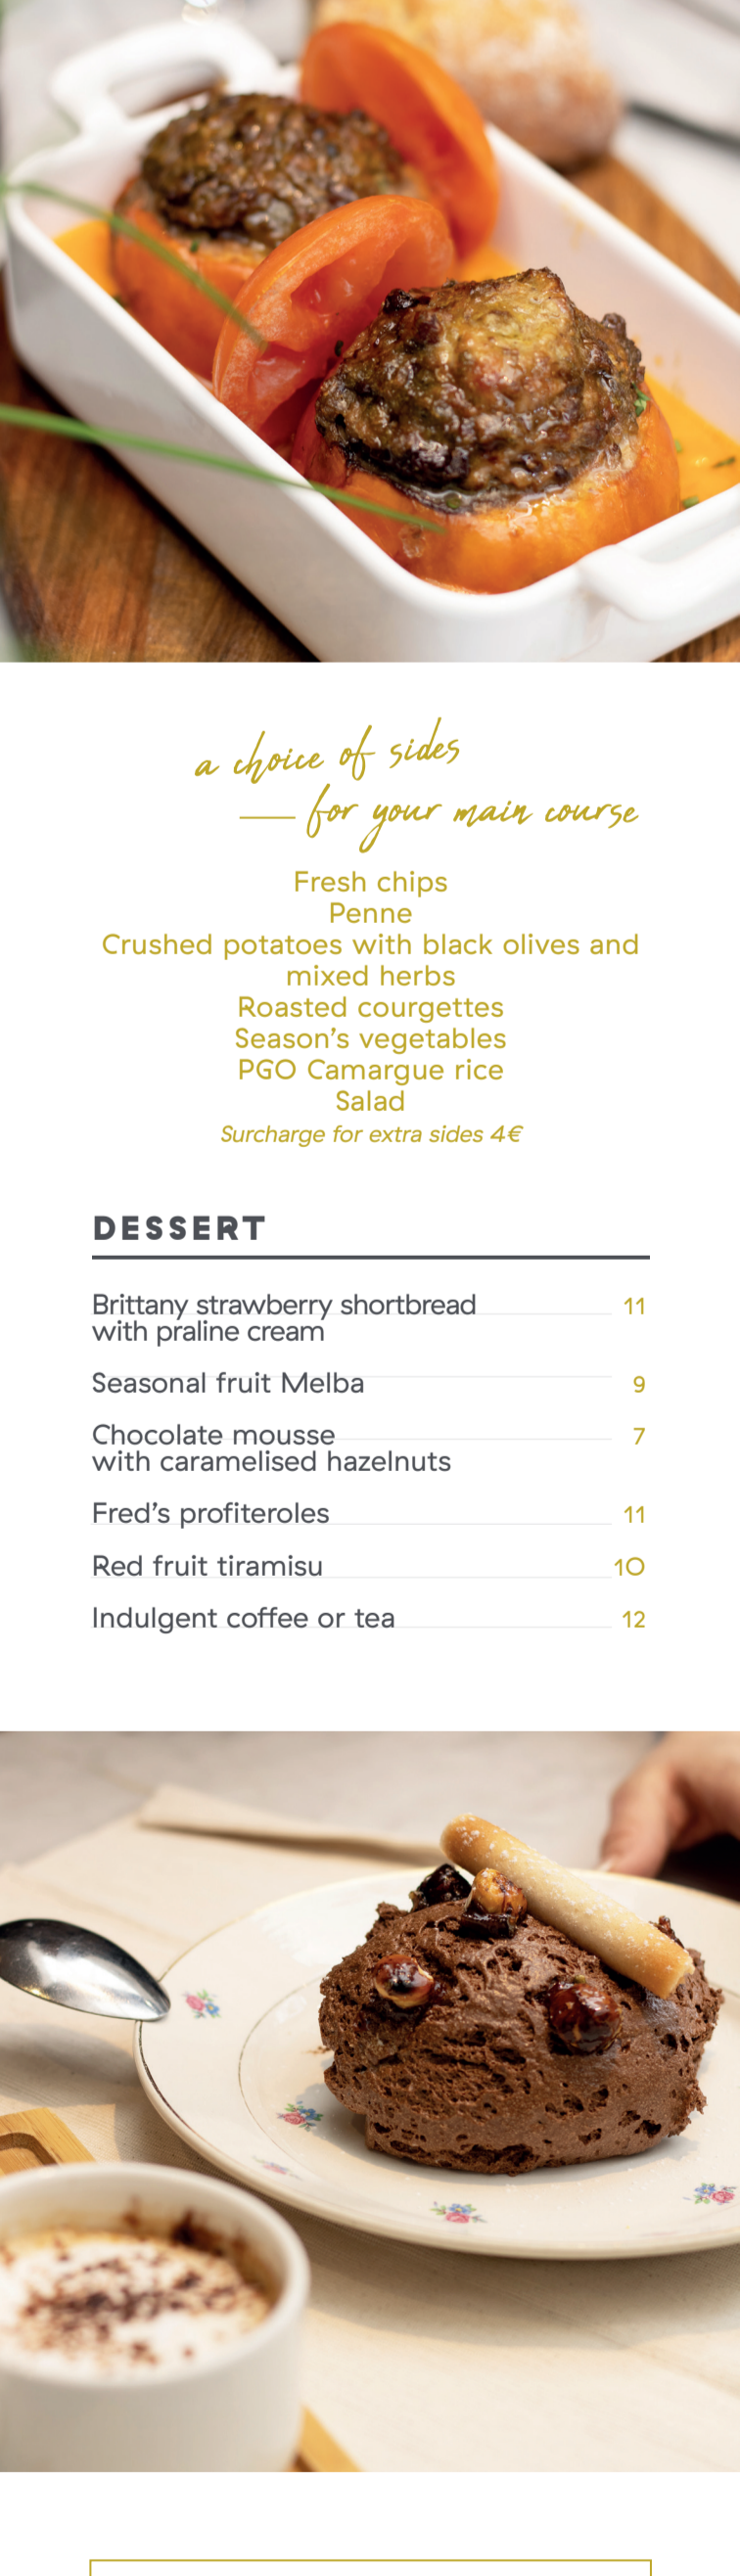 a choice of sides
for your main course
Fresh chips
Penne
Crushed potatoes with black olives and
mixed herbs
Roasted courgettes
Season’s vegetables
PGO Camargue rice
Salad
Surcharge for extra sides 4€
DESSERT
Brittany strawberry shortbread 11
with praline cream
Seasonal fruit Melba 9
Chocolate mousse 7
with caramelised hazelnuts
Fred’s profiteroles 11
Red fruit tiramisu 10
Indulgent coffee or tea 12